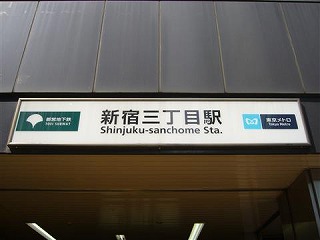 都営地下鉄
TOEI SUBWAY
新宿三丁目駅
Shinjuku-sanchome Sta.
東京メトロ
Tokyo Metro